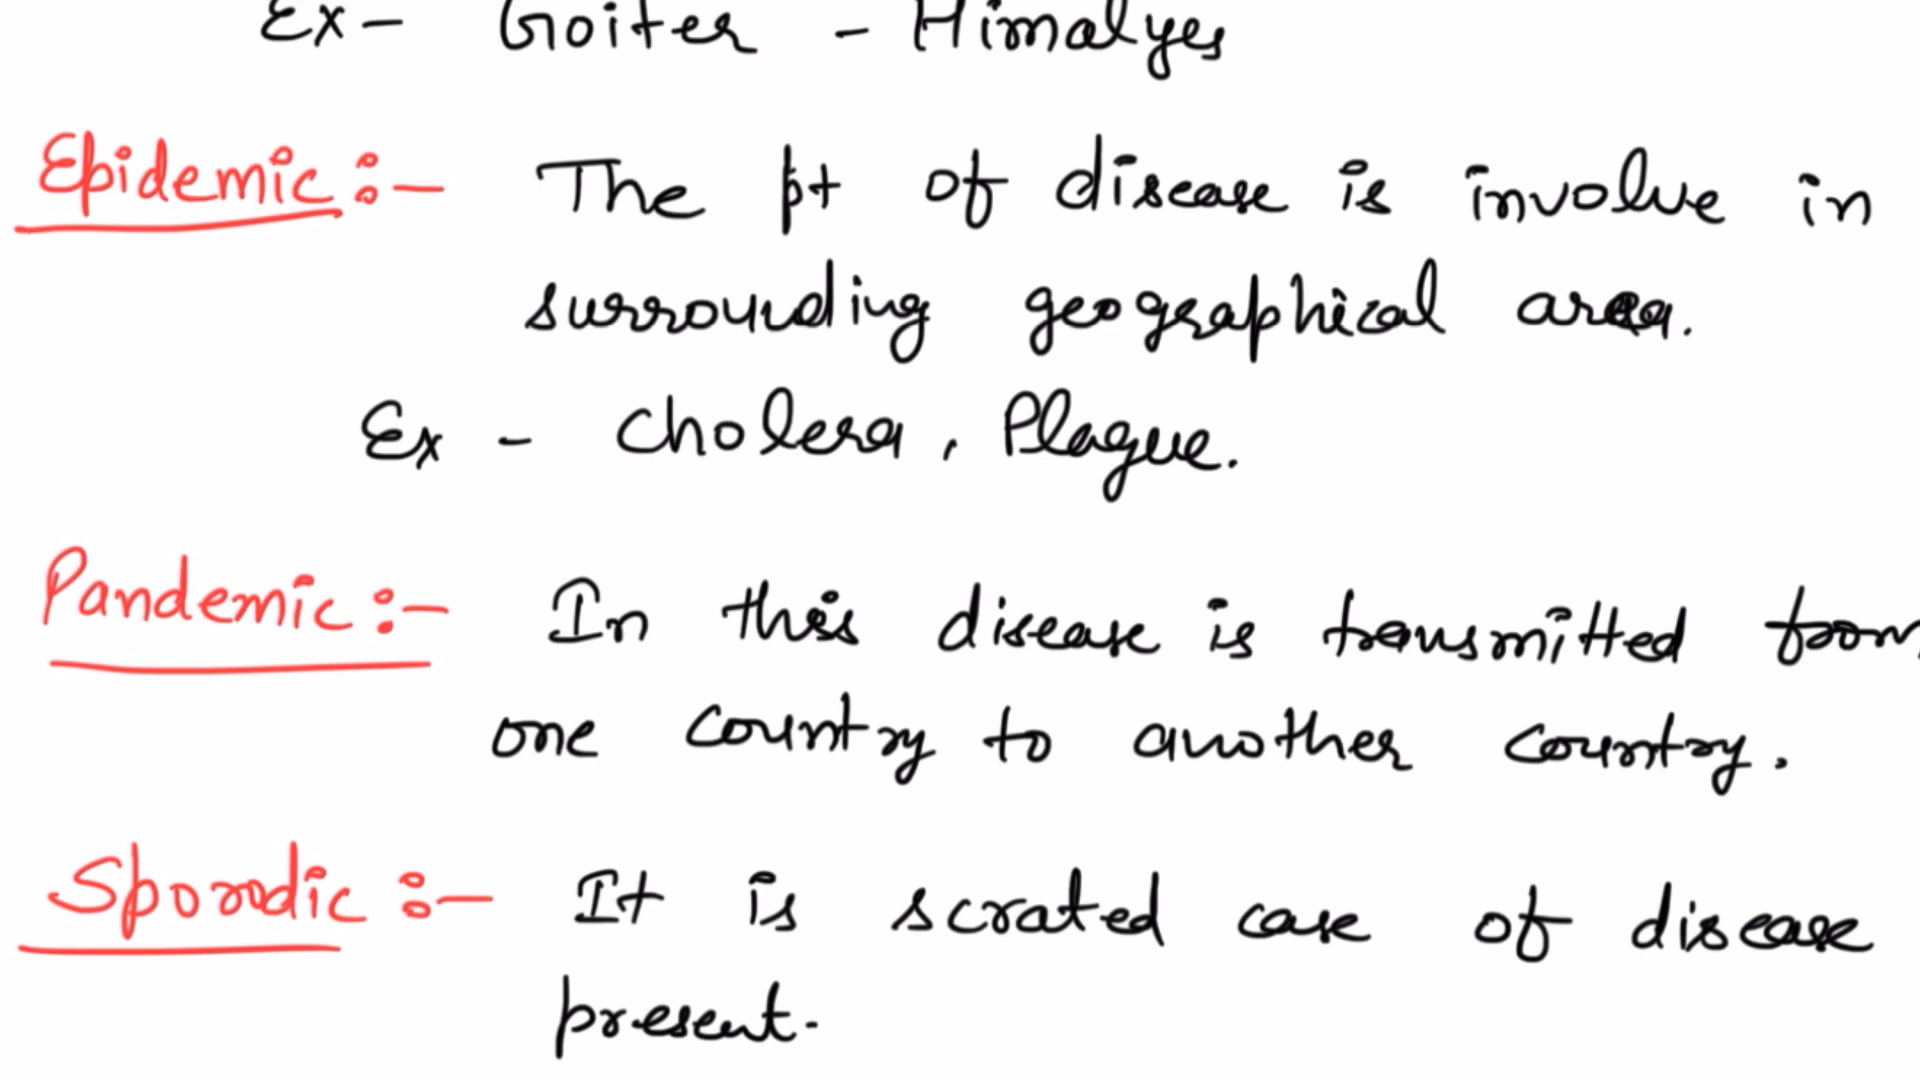 Ex - Goiter - Himalyes
Epidemic :- The pt of disease is involve in
surrounding geographical area.
Ex - Cholera, Plague.
Pandemic :- In this disease is transmitted from
one country to another country.
Sporodic :- It is scrated case of disease
present.